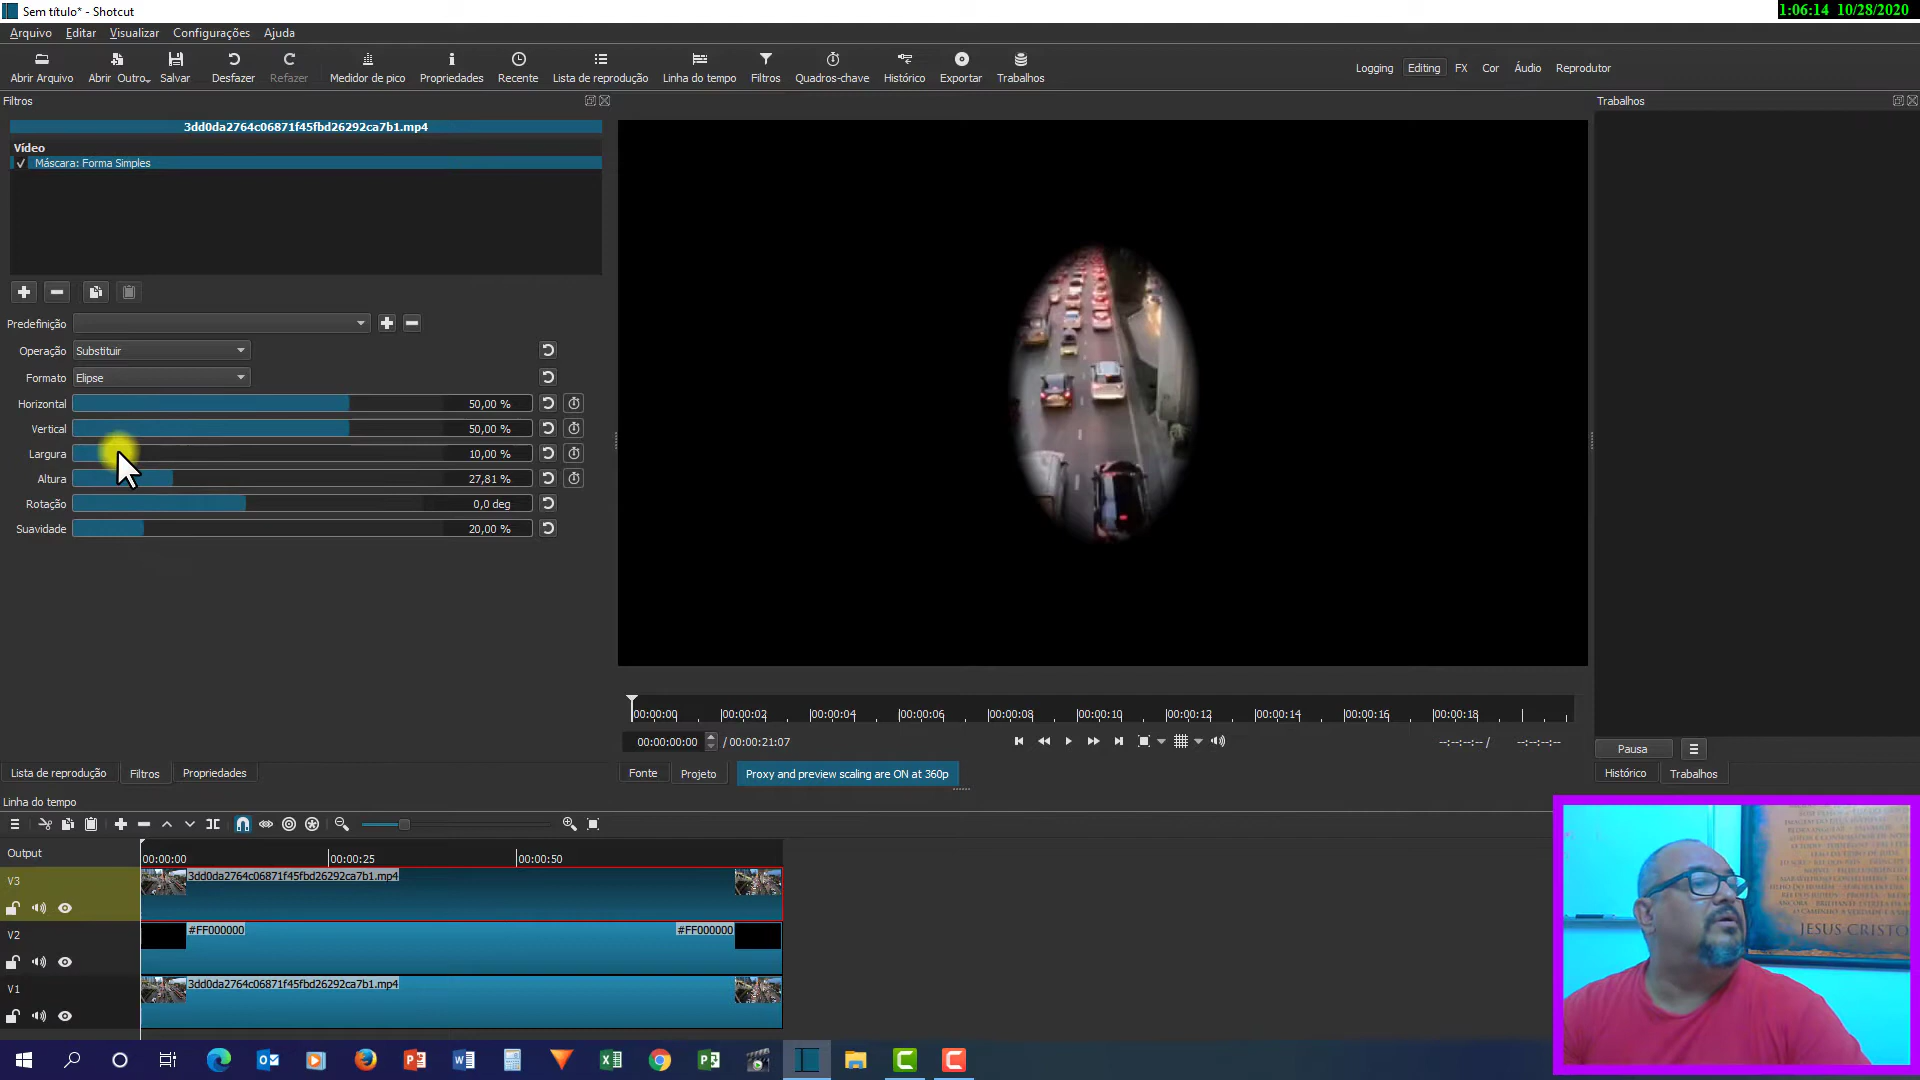 Sem título* - Shotcut
1:06:14 10/28/2020
Arquivo Editar Visualizar Configurações Ajuda
Abrir Arquivo Abrir Outro Salvar Desfazer Refazer Medidor de pico Propriedades Recente Lista de reprodução Linha do tempo Filtros Quadros-chave Histórico Exportar Trabalhos Logging Editing FX Cor Áudio Reprodutor
Filtros
Trabalhos
3dd0da2764c06871f45fbd26292ca7b1.mp4
Vídeo
Máscara: Forma Simples
Predefinição
Operação Substituir
Formato Elipse
Horizontal 50,00 %
Vertical 50,00 %
Largura 10,00 %
Altura 27,81 %
Rotação 0,0 deg
Suavidade 20,00 %
00:00:00 00:00:02 00:00:04 00:00:06 00:00:08 00:00:10 00:00:12 00:00:14 00:00:16 00:00:18
00:00:00:00 / 00:00:21:07 --:--:--:-- / --:--:--:--
Pausa
Lista de reprodução Filtros Propriedades
Fonte Projeto Proxy and preview scaling are ON at 360p
Histórico Trabalhos
Linha do tempo
Output
00:00:00 00:00:25 00:00:50
V3 3dd0da2764c06871f45fbd26292ca7b1.mp4
V2 #FF000000 #FF000000
V1 3dd0da2764c06871f45fbd26292ca7b1.mp4
JESUS CRISTO